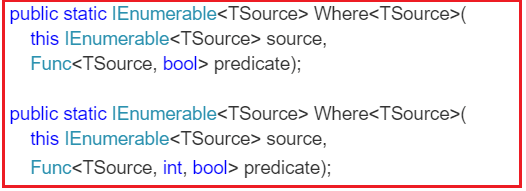 public static IEnumerable<TSource> Where<TSource>(
this IEnumerable<TSource> source,
Func<TSource, bool> predicate);
public static IEnumerable<TSource> Where<TSource>(
this IEnumerable<TSource> source,
Func<TSource, int, bool> predicate);